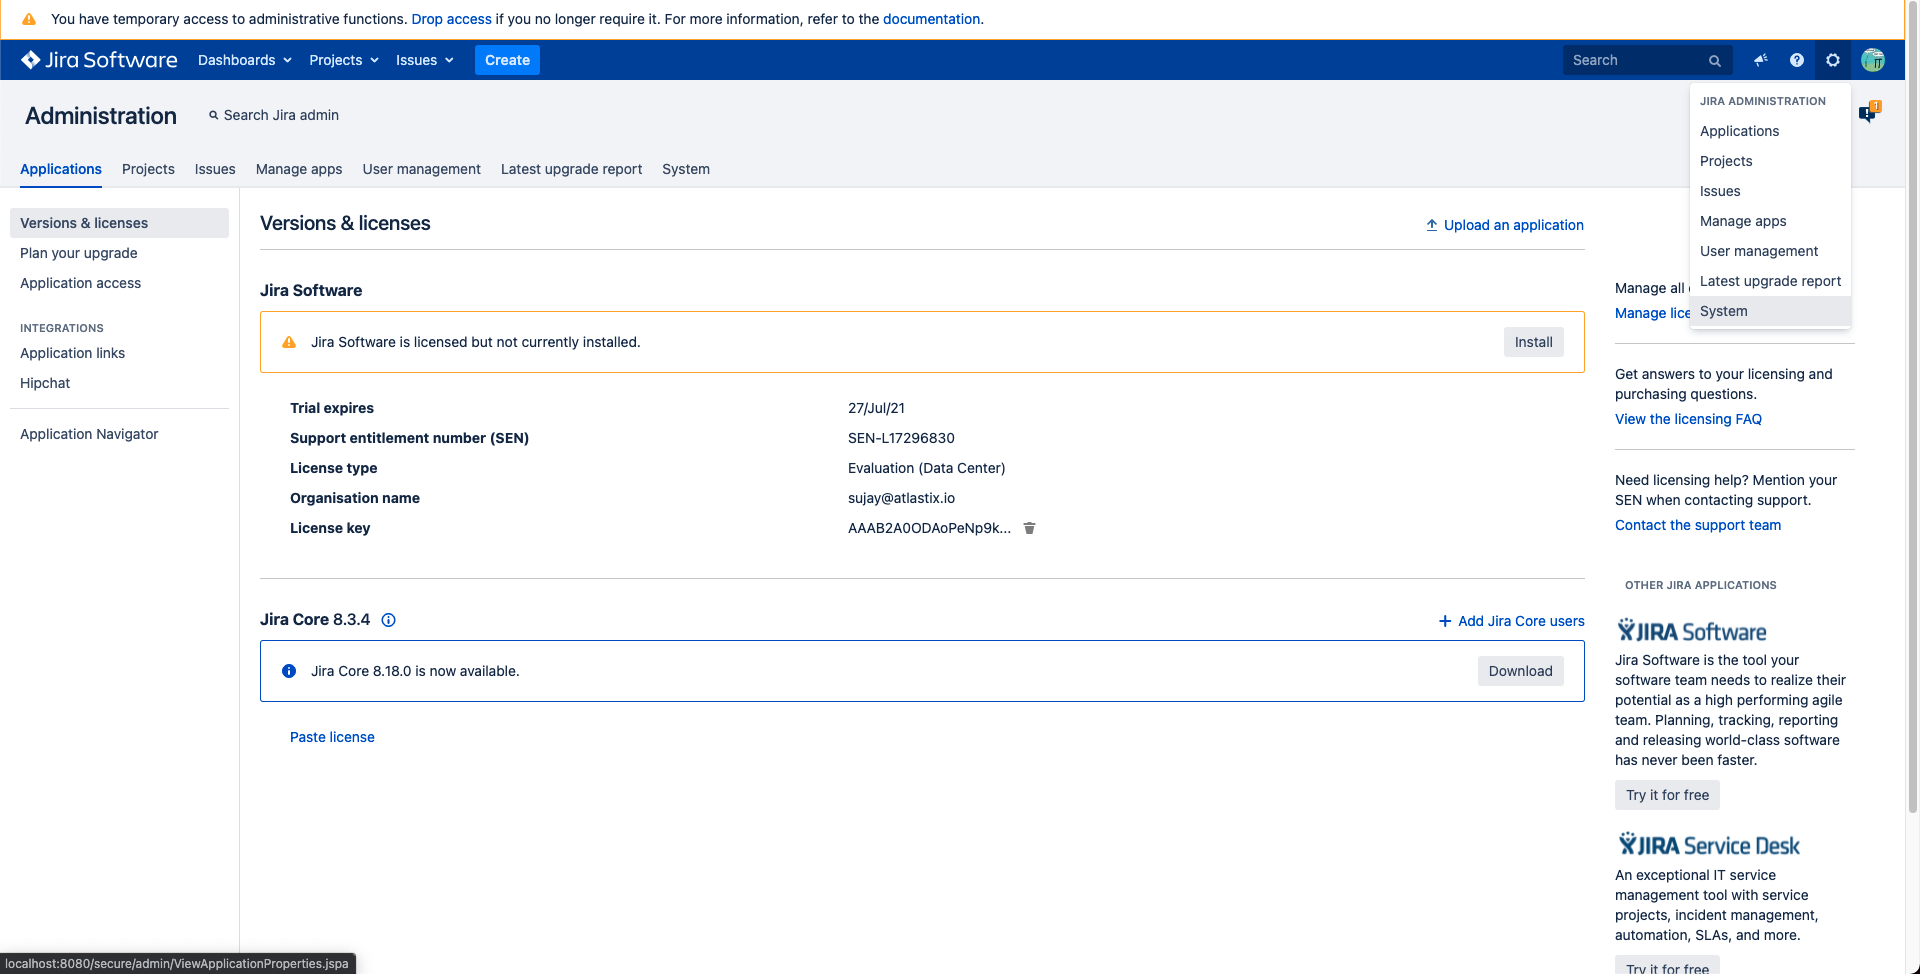 You have temporary access to administrative functions. Drop access if you no longer require it. For more information, refer to the documentation.
Jira Software Dashboards Projects Issues Create Search
Administration Search Jira admin
Applications Projects Issues Manage apps User management Latest upgrade report System
JIRA ADMINISTRATION
Applications
Projects
Issues
Manage apps
User management
Latest upgrade report
System
1
Versions & licenses
Plan your upgrade
Application access
INTEGRATIONS
Application links
Hipchat
Application Navigator
Versions & licenses
Upload an application
Jira Software
Jira Software is licensed but not currently installed.
Install
Trial expires 27/Jul/21
Support entitlement number (SEN) SEN-L17296830
License type Evaluation (Data Center)
Organisation name sujay@atlastix.io
License key AAAB2A0ODAoPeNp9k...
Jira Core 8.3.4
Add Jira Core users
Jira Core 8.18.0 is now available.
Download
Paste license
Manage all
Manage lice
Get answers to your licensing and
purchasing questions.
View the licensing FAQ
Need licensing help? Mention your
SEN when contacting support.
Contact the support team
OTHER JIRA APPLICATIONS
JIRA Software
Jira Software is the tool your
software team needs to realize their
potential as a high performing agile
team. Planning, tracking, reporting
and releasing world-class software
has never been faster.
Try it for free
JIRA Service Desk
An exceptional IT service
management tool with service
projects, incident management,
automation, SLAs, and more.
Try it for free
localhost:8080/secure/admin/ViewApplicationProperties.jspa